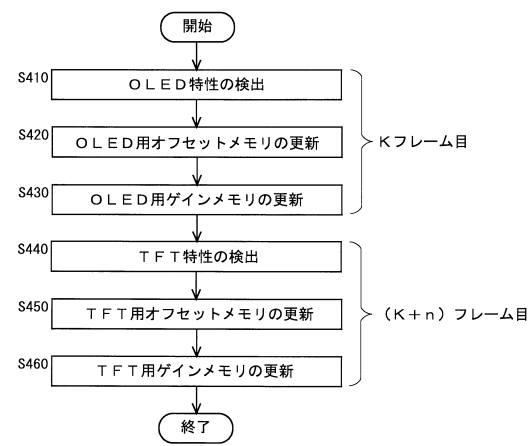 開始
S410
ＯＬＥＤ特性の検出
S420
ＯＬＥＤ用オフセットメモリの更新
Ｋフレーム目
S430
ＯＬＥＤ用ゲインメモリの更新
S440
ＴＦＴ特性の検出
S450
ＴＦＴ用オフセットメモリの更新
（Ｋ＋ｎ）フレーム目
S460
ＴＦＴ用ゲインメモリの更新
終了